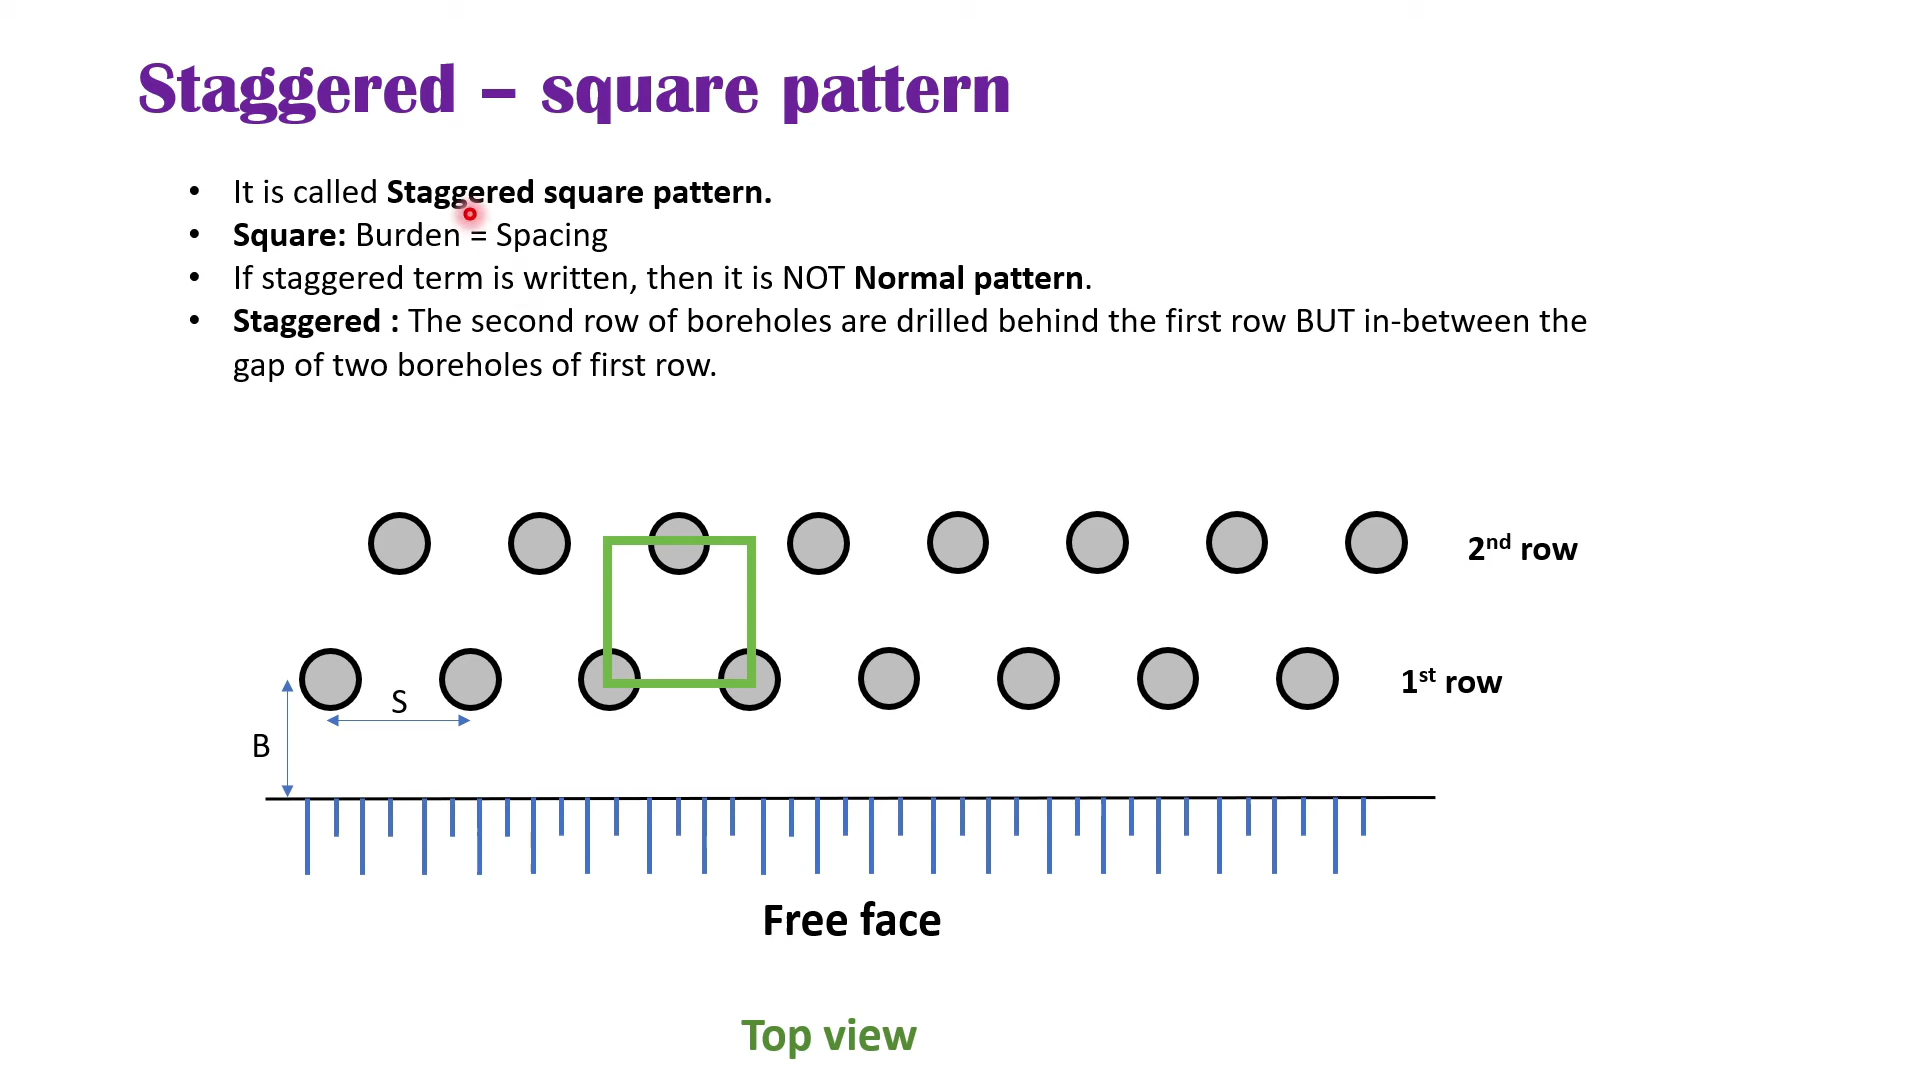 Staggered – square pattern
• It is called Staggered square pattern.
• Square: Burden = Spacing
• If staggered term is written, then it is NOT Normal pattern.
• Staggered : The second row of boreholes are drilled behind the first row BUT in-between the
gap of two boreholes of first row.
2nd row
1st row
S
B
Free face
Top view